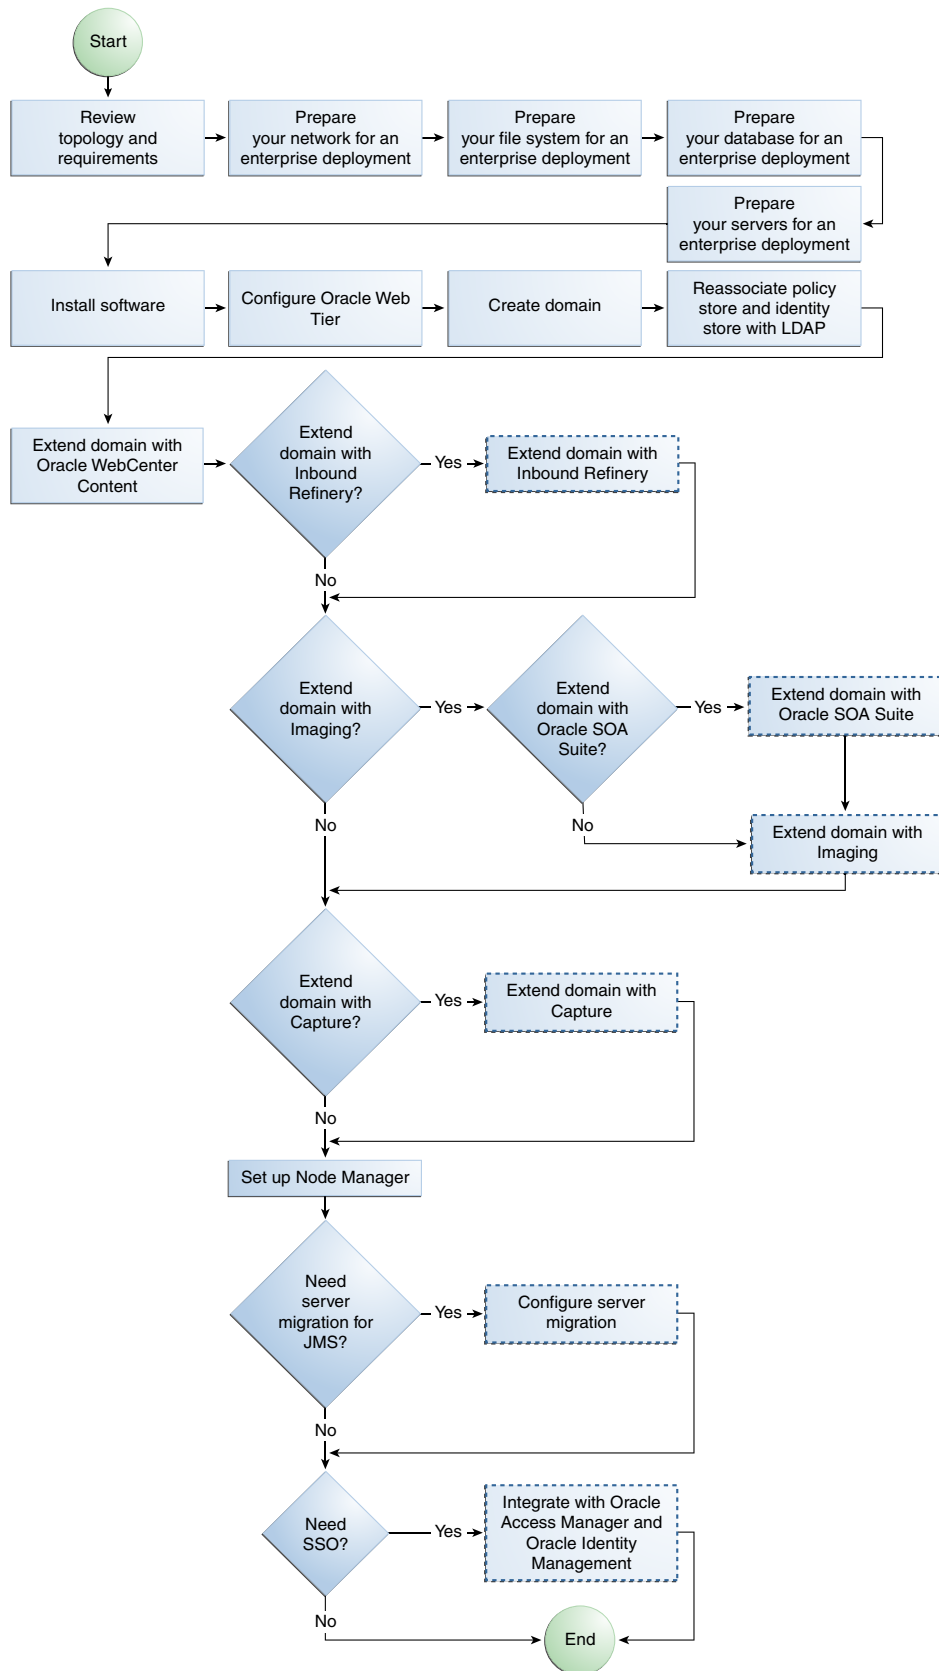 Start
Review
topology and
requirements
Prepare
your network for an
enterprise deployment
Prepare
your file system for an
enterprise deployment
Prepare
your database for an
enterprise deployment
Prepare
your servers for an
enterprise deployment
Install software
Configure Oracle Web
Tier
Create domain
Reassociate policy
store and identity
store with LDAP
Extend domain with
Oracle WebCenter
Content
Extend
domain with
Inbound
Refinery?
Yes
Extend domain with
Inbound Refinery
No
Extend
domain with
Imaging?
Yes
Extend
domain with
Oracle SOA
Suite?
Yes
Extend domain with
Oracle SOA Suite
No
No
Extend domain with
Imaging
Extend
domain with
Capture?
Yes
Extend domain with
Capture
No
Set up Node Manager
Need
server
migration for
JMS?
Yes
Configure server
migration
No
Need
SSO?
Yes
Integrate with Oracle
Access Manager and
Oracle Identity
Management
No
End